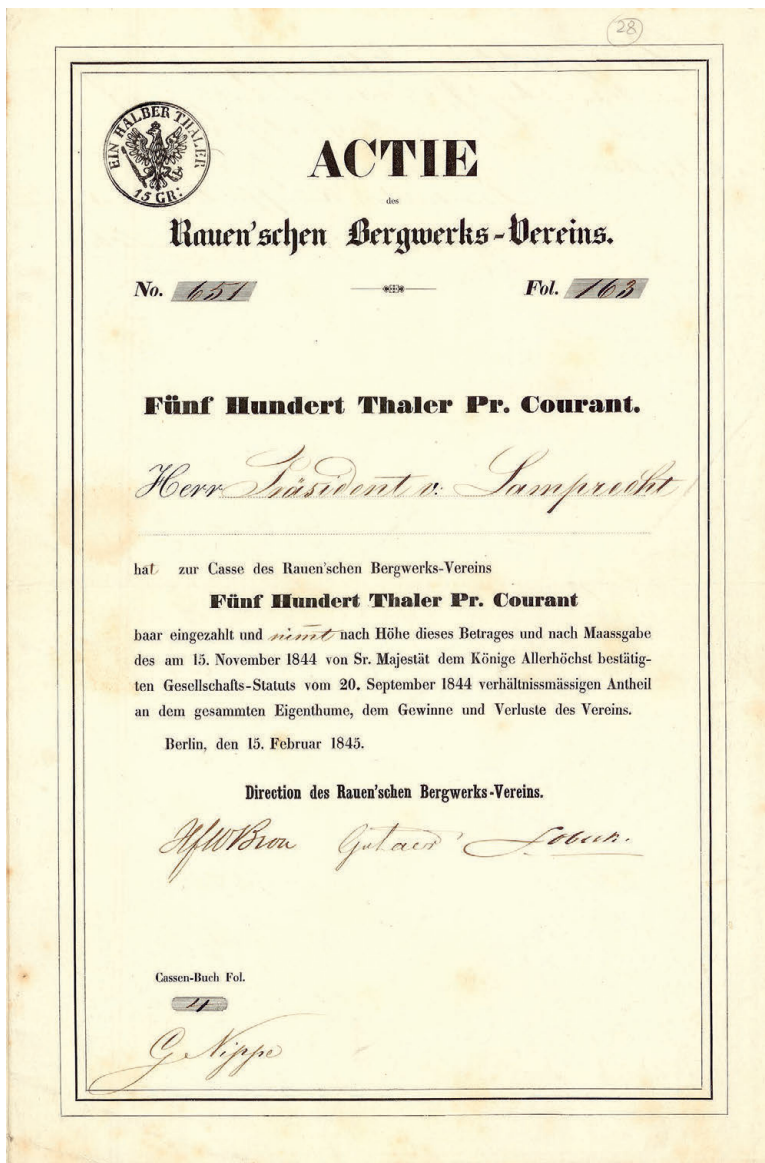 28
EIN HALBER THALER
15 GR:
ACTIE
des
Rauen'schen Bergwerks-Vereins.
No. 651 Fol. 163
Fünf Hundert Thaler Pr. Courant.
Herr Präsident v. Lamprecht
hat zur Casse des Rauen'schen Bergwerks-Vereins
Fünf Hundert Thaler Pr. Courant
baar eingezahlt und nimt nach Höhe dieses Betrages und nach Maassgabe
des am 15. November 1844 von Sr. Majestät dem Könige Allerhöchst bestätig-
ten Gesellschafts-Statuts vom 20. September 1844 verhältnissmässigen Antheil
an dem gesammten Eigenthume, dem Gewinne und Verluste des Vereins.
Berlin, den 15. Februar 1845.
Direction des Rauen'schen Bergwerks-Vereins.
Cassen-Buch Fol.
4
G Nippe